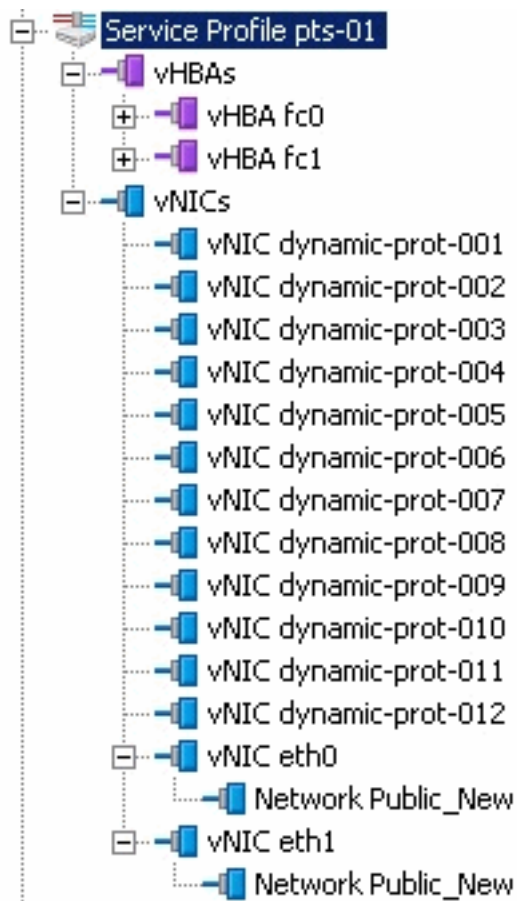 Service Profile pts-01
vHBAs
vHBA fc0
vHBA fc1
vNICs
vNIC dynamic-prot-001
vNIC dynamic-prot-002
vNIC dynamic-prot-003
vNIC dynamic-prot-004
vNIC dynamic-prot-005
vNIC dynamic-prot-006
vNIC dynamic-prot-007
vNIC dynamic-prot-008
vNIC dynamic-prot-009
vNIC dynamic-prot-010
vNIC dynamic-prot-011
vNIC dynamic-prot-012
vNIC eth0
Network Public_New
vNIC eth1
Network Public_New